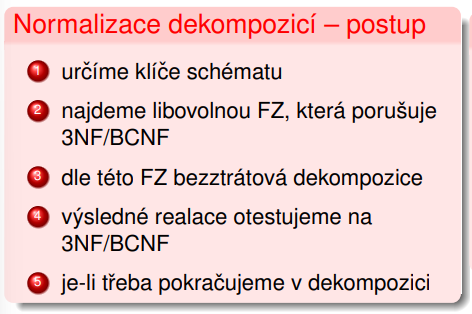 Normalizace dekompozicí – postup
1 určíme klíče schématu
2 najdeme libovolnou FZ, která porušuje
3NF/BCNF
3 dle této FZ bezztrátová dekompozice
4 výsledné realace otestujeme na
3NF/BCNF
5 je-li třeba pokračujeme v dekompozici